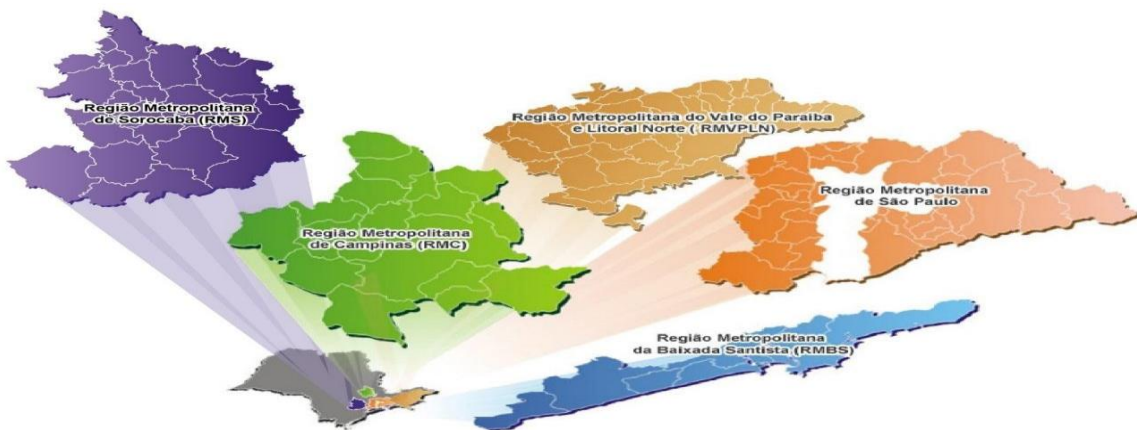 Região Metropolitana
de Sorocaba (RMS)
Região Metropolitana do Vale do Paraiba
e Litoral Norte ( RMVPLN)
Região Metropolitana
de São Paulo
Região Metropolitana
de Campinas (RMC)
Região Metropolitana
da Baixada Santista (RMBS)